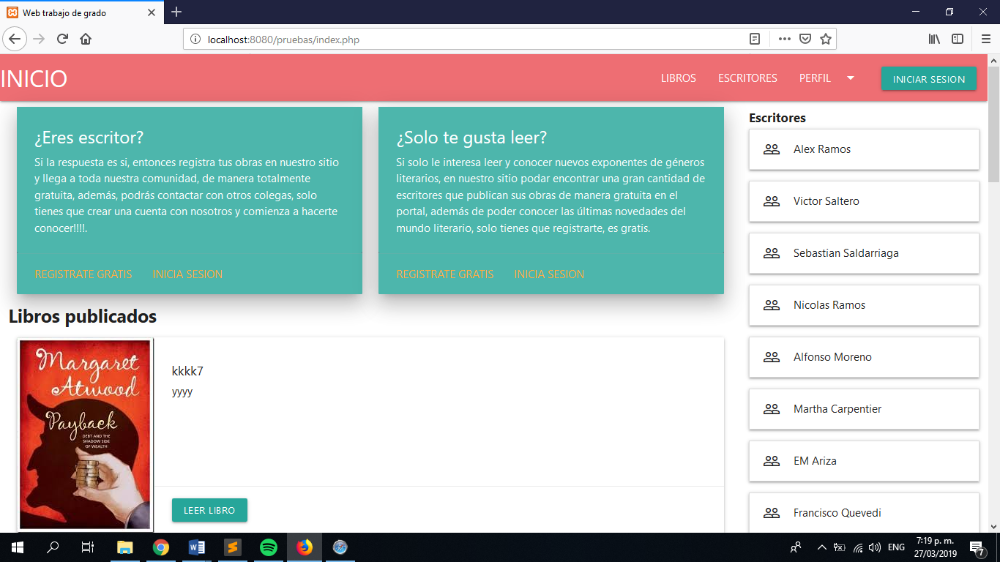 Web trabajo de grado
localhost:8080/pruebas/index.php
INICIO
LIBROS
ESCRITORES
PERFIL
INICIAR SESION
¿Eres escritor?
Si la respuesta es si, entonces registra tus obras en nuestro sitio
y llega a toda nuestra comunidad, de manera totalmente
gratuita, además, podrás contactar con otros colegas, solo
tienes que crear una cuenta con nosotros y comienza a hacerte
conocer!!!!.
REGISTRATE GRATIS
INICIA SESION
¿Solo te gusta leer?
Si solo le interesa leer y conocer nuevos exponentes de géneros
literarios, en nuestro sitio podar encontrar una gran cantidad de
escritores que publican sus obras de manera gratuita en el
portal, además de poder conocer las últimas novedades del
mundo literario, solo tienes que registrarte, es gratis.
REGISTRATE GRATIS
INICIA SESION
Libros publicados
Margaret
Atwood
Payback
DEBT AND THE
SHADOW SIDE
OF WEALTH
kkkk7
yyyy
LEER LIBRO
Escritores
Alex Ramos
Victor Saltero
Sebastian Saldarriaga
Nicolas Ramos
Alfonso Moreno
Martha Carpentier
EM Ariza
Francisco Quevedi
ENG
7:19 p. m.
27/03/2019
7